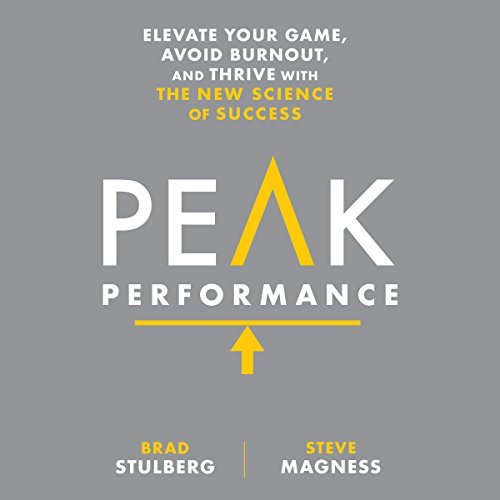 ELEVATE YOUR GAME,
AVOID BURNOUT,
AND THRIVE WITH
THE NEW SCIENCE
OF SUCCESS
PEAK
PERFORMANCE
BRAD
STULBERG
STEVE
MAGNESS